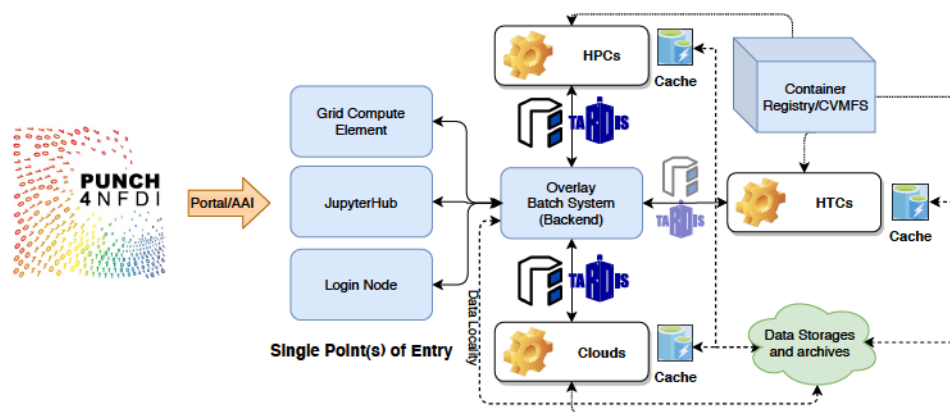 PUNCH
4NFDI
Portal/AAI
Grid Compute
Element
JupyterHub
Login Node
Single Point(s) of Entry
HPCs
Cache
TARDIS
Overlay
Batch System
(Backend)
TARDIS
TARDIS
Data Locality
Clouds
Cache
Container
Registry/CVMFS
HTCs
Cache
Data Storages
and archives